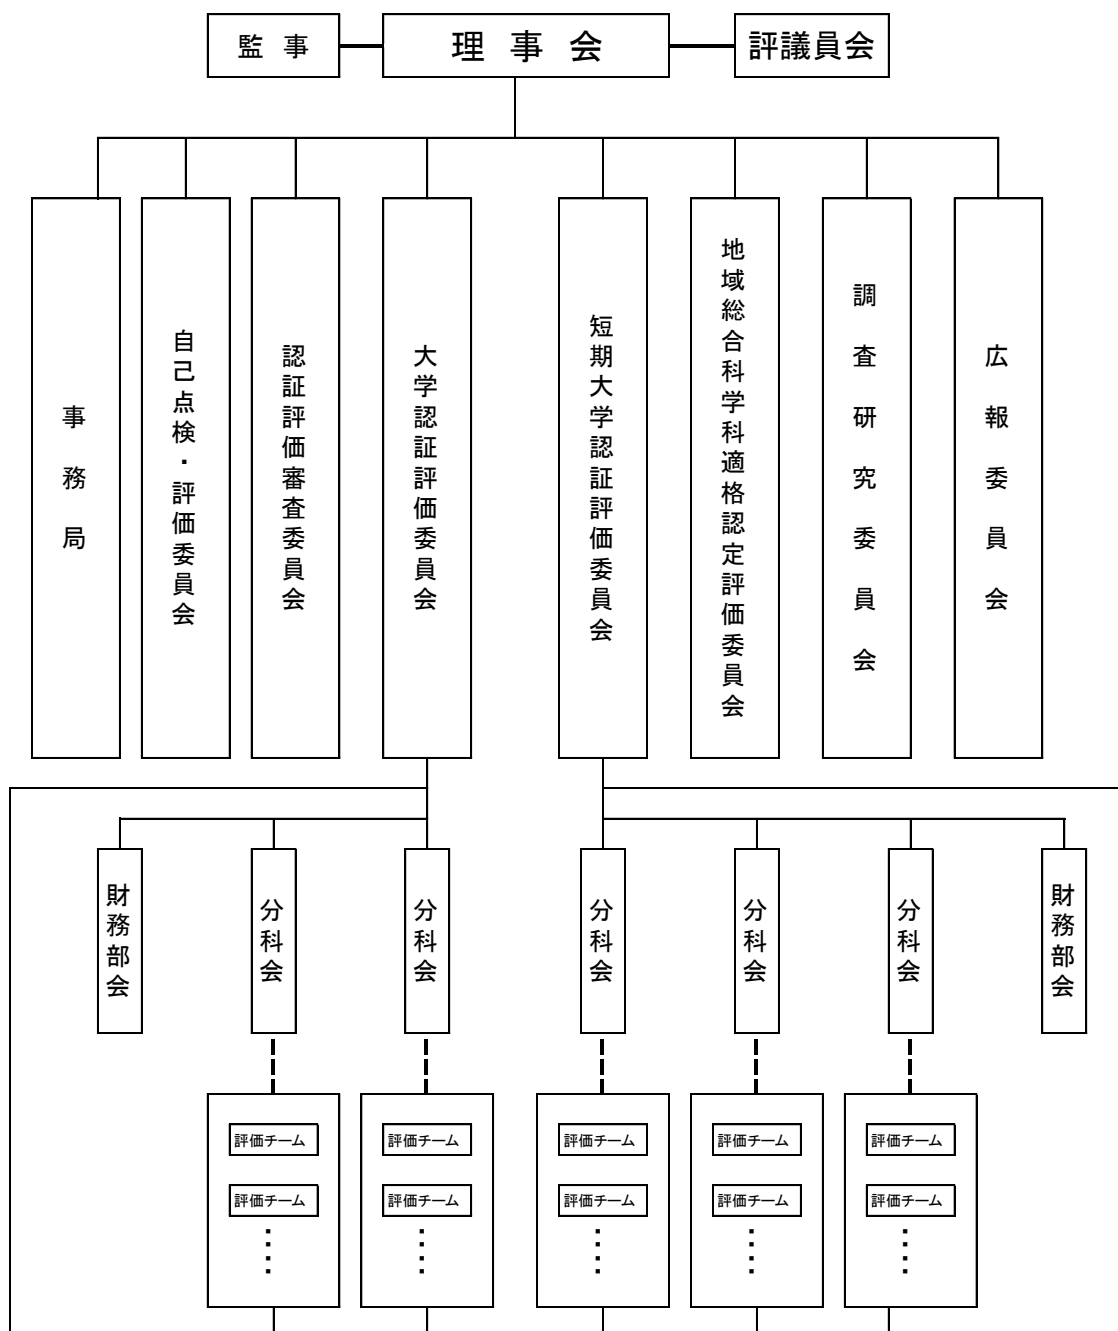 監事
理事会
評議員会
事務局
自己点検・評価委員会
認証評価審査委員会
大学認証評価委員会
短期大学認証評価委員会
地域総合科学科適格認定評価委員会
調査研究委員会
広報委員会
財務部会
分科会
分科会
分科会
分科会
分科会
財務部会
評価チーム
評価チーム
評価チーム
評価チーム
評価チーム
評価チーム
評価チーム
評価チーム
評価チーム
評価チーム